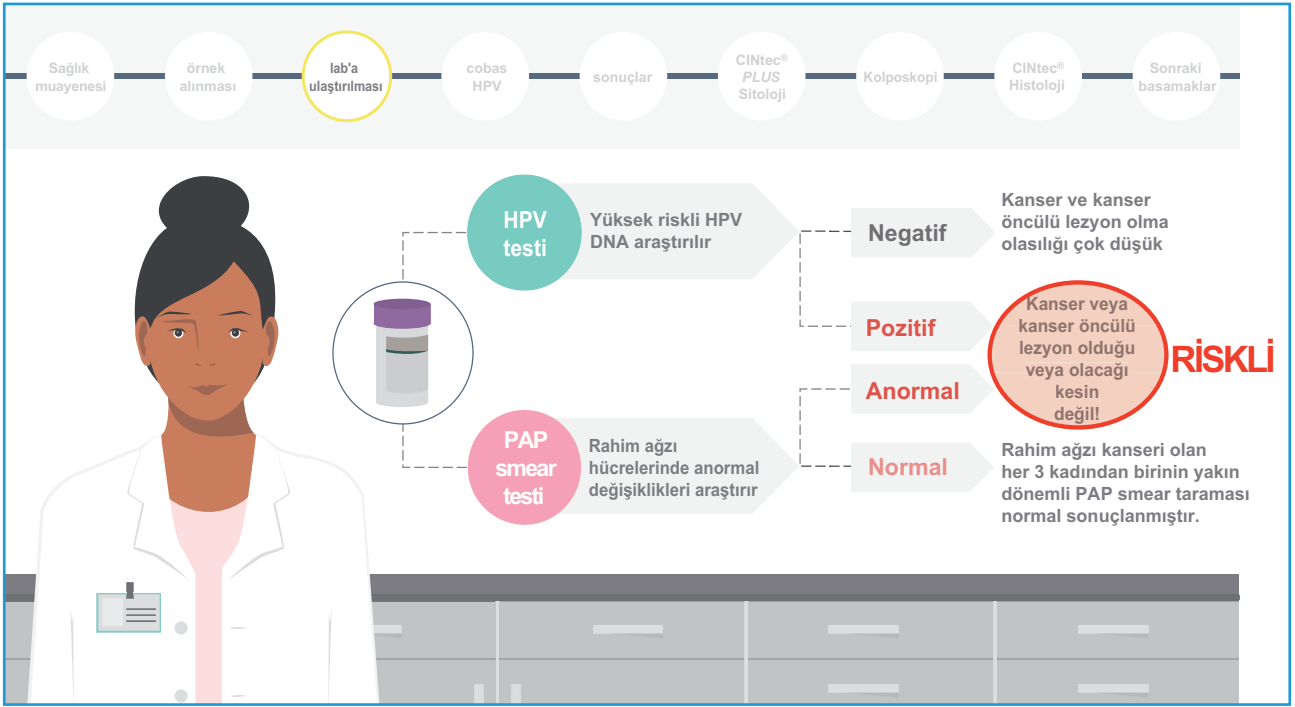 Sağlık
muayenesi
örnek
alınması
lab'a
ulaştırılması
cobas
HPV
sonuçlar
CINtec®
PLUS
Sitoloji
Kolposkopi
CINtec®
Histoloji
Sonraki
basamaklar
HPV
testi
Yüksek riskli HPV
DNA araştırılır
Negatif
Kanser ve kanser
öncülü lezyon olma
olasılığı çok düşük
Pozitif
Kanser veya
kanser öncülü
lezyon olduğu
veya olacağı
kesin
değil!
RİSKLİ
Anormal
PAP
smear
testi
Rahim ağzı
hücrelerinde anormal
değişiklikleri araştırır
Normal
Rahim ağzı kanseri olan
her 3 kadından birinin yakın
dönemli PAP smear taraması
normal sonuçlanmıştır.